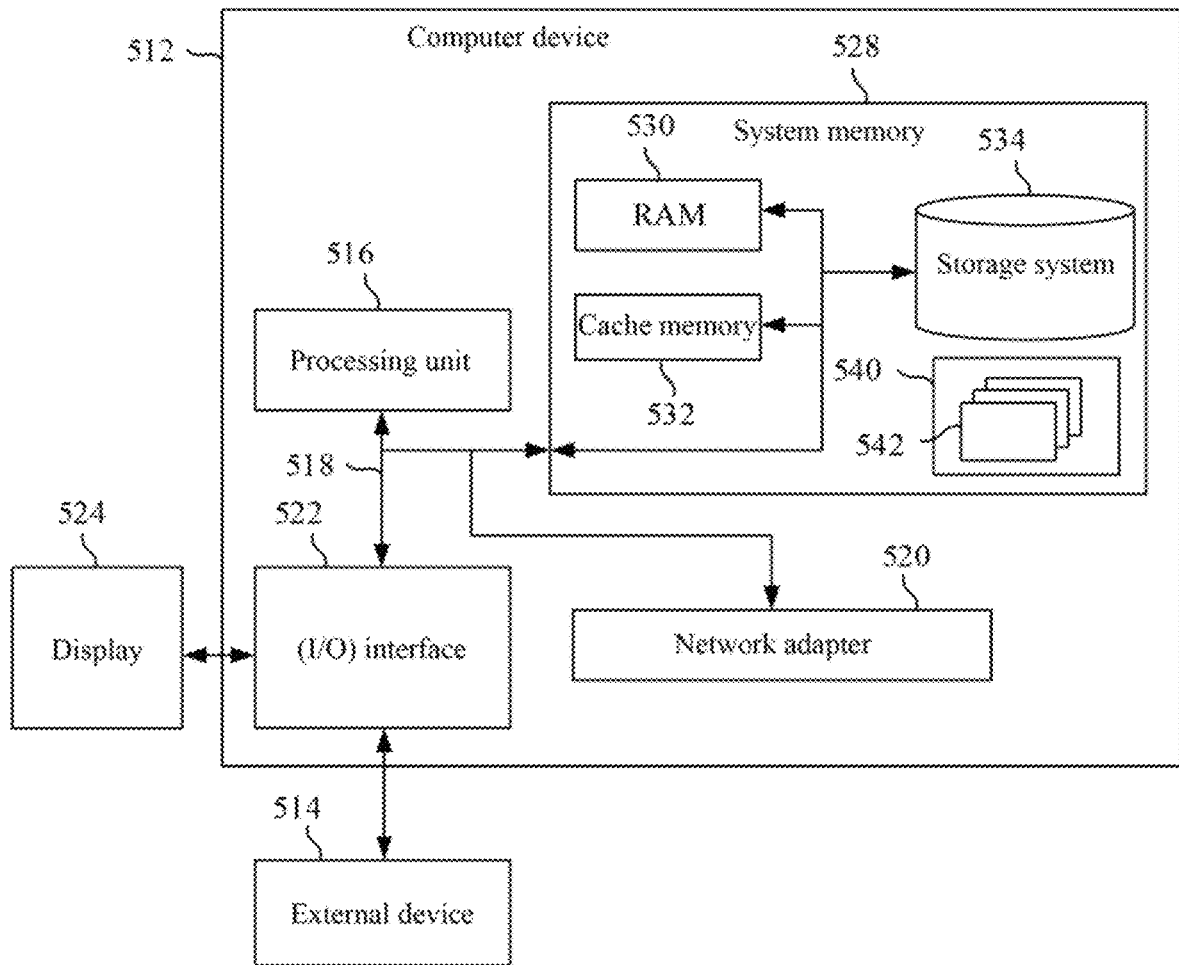 Computer device
512
528
System memory
530
534
RAM
Storage system
516
Cache memory
Processing unit
532
540
542
518
524
522
520
Display
(I/O) interface
Network adapter
514
External device